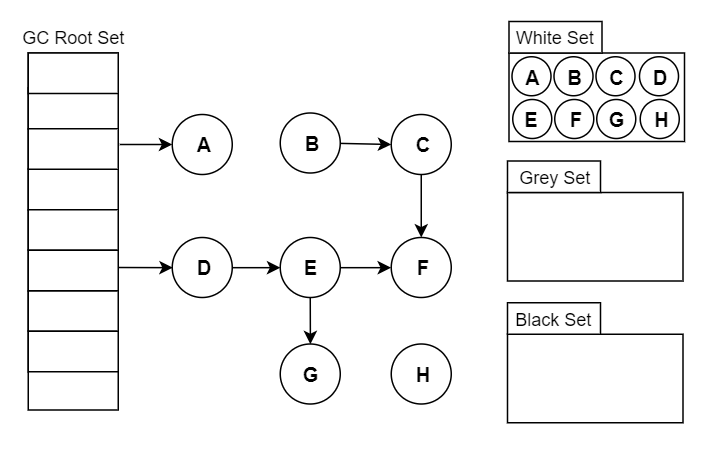 GC Root Set
White Set
A B C D
E F G H
A B C
D E F
G H
Grey Set
Black Set